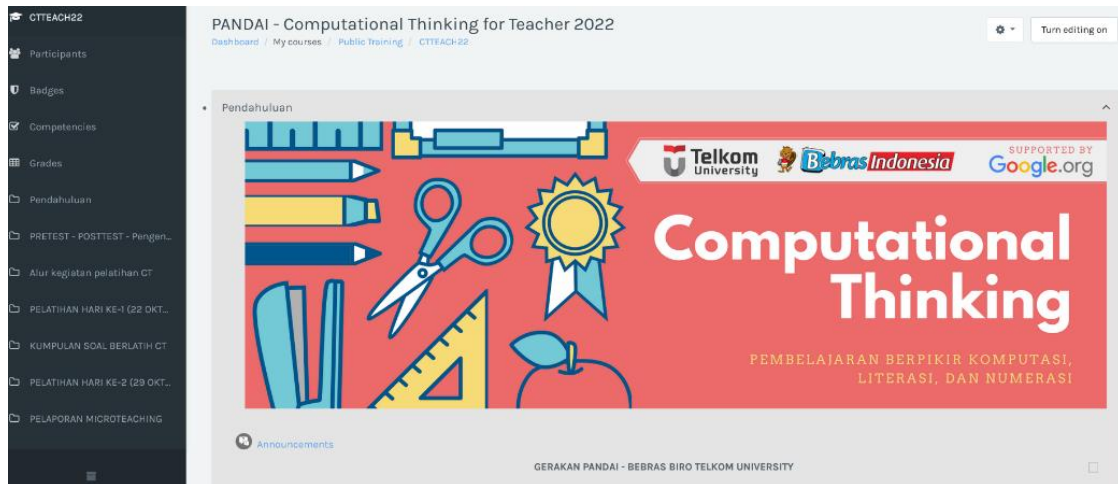 CTTEACH22
Participants
Badges
Competencies
Grades
Pendahuluan
PRETEST - POSTTEST - Pengen...
Alur kegiatan pelatihan CT
PELATIHAN HARI KE-1 (22 OKT...
KUMPULAN SOAL BERLATIH CT
PELATIHAN HARI KE-2 (29 OKT...
PELAPORAN MICROTEACHING
PANDAI - Computational Thinking for Teacher 2022
Dashboard / My courses / Public Training / CTTEACH22
Turn editing on
Pendahuluan
Telkom University
Bebras Indonesia
SUPPORTED BY
Google.org
Computational
Thinking
PEMBELAJARAN BERPIKIR KOMPUTASI,
LITERASI, DAN NUMERASI
Announcements
GERAKAN PANDAI - BEBRAS BIRO TELKOM UNIVERSITY